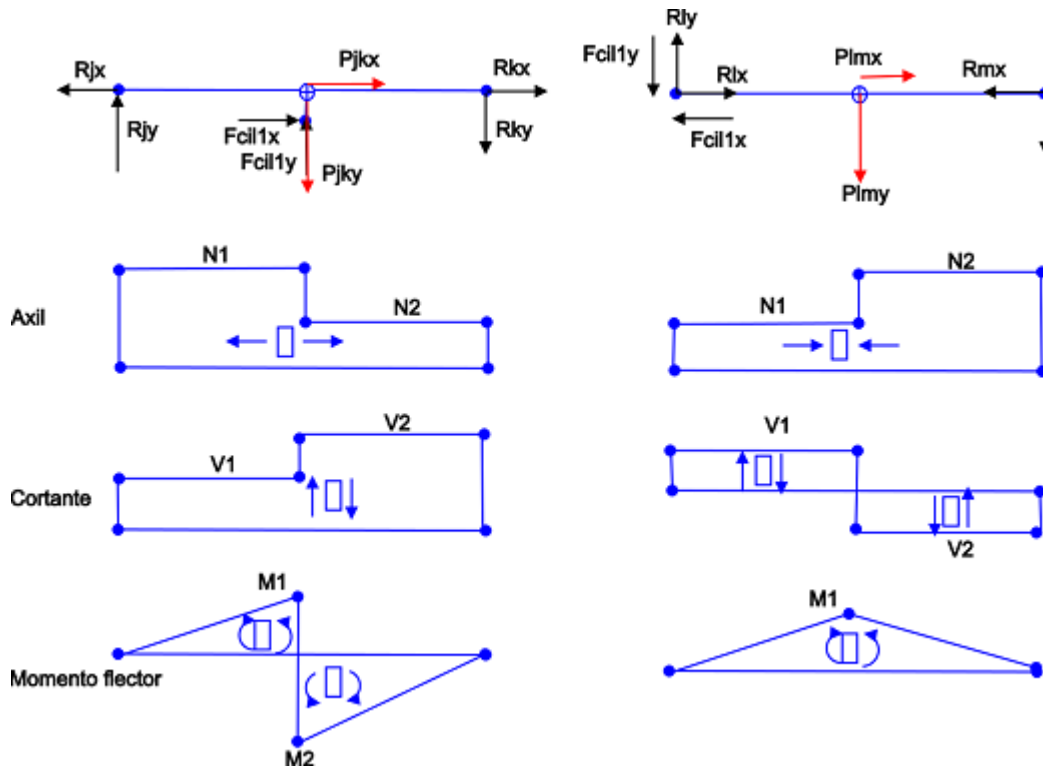 Rjx
Pjkx
Rkx
Rjy
Rky
Fcil1x
Fcil1y
Pjky
Rly
Fcil1y
Plmx
Rlx
Rmx
Fcil1x
Plmy
Axil
N1
N2
N1
N2
Cortante
V1
V2
V1
V2
Momento flector
M1
M2
M1